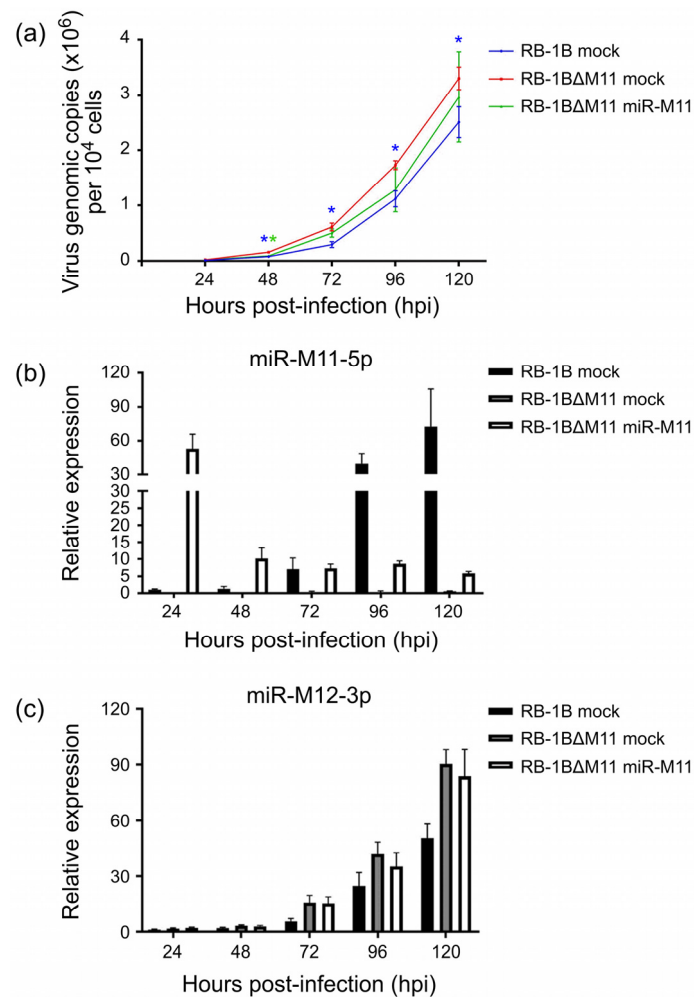 (a)
Virus genomic copies (x10⁶)
per 10⁴ cells
4
3
2
1
0
*
*
*
**
24 48 72 96 120
Hours post-infection (hpi)
RB-1B mock
RB-1BΔM11 mock
RB-1BΔM11 miR-M11
(b)
miR-M11-5p
Relative expression
120
90
60
30
30
25
20
15
10
5
0
24 48 72 96 120
Hours post-infection (hpi)
RB-1B mock
RB-1BΔM11 mock
RB-1BΔM11 miR-M11
(c)
miR-M12-3p
Relative expression
120
90
60
30
0
24 48 72 96 120
Hours post-infection (hpi)
RB-1B mock
RB-1BΔM11 mock
RB-1BΔM11 miR-M11